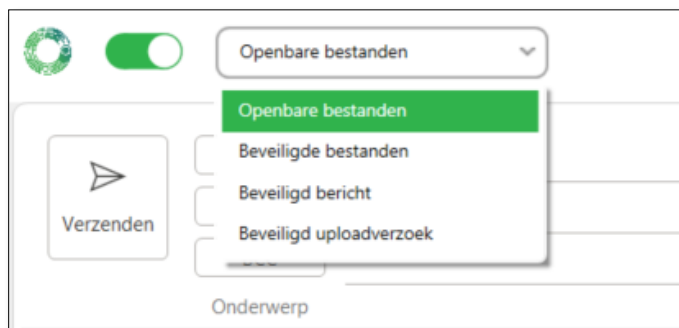 Openbare bestanden
Openbare bestanden
Beveiligde bestanden
Beveiligd bericht
Beveiligd uploadverzoek
Verzenden
Onderwerp